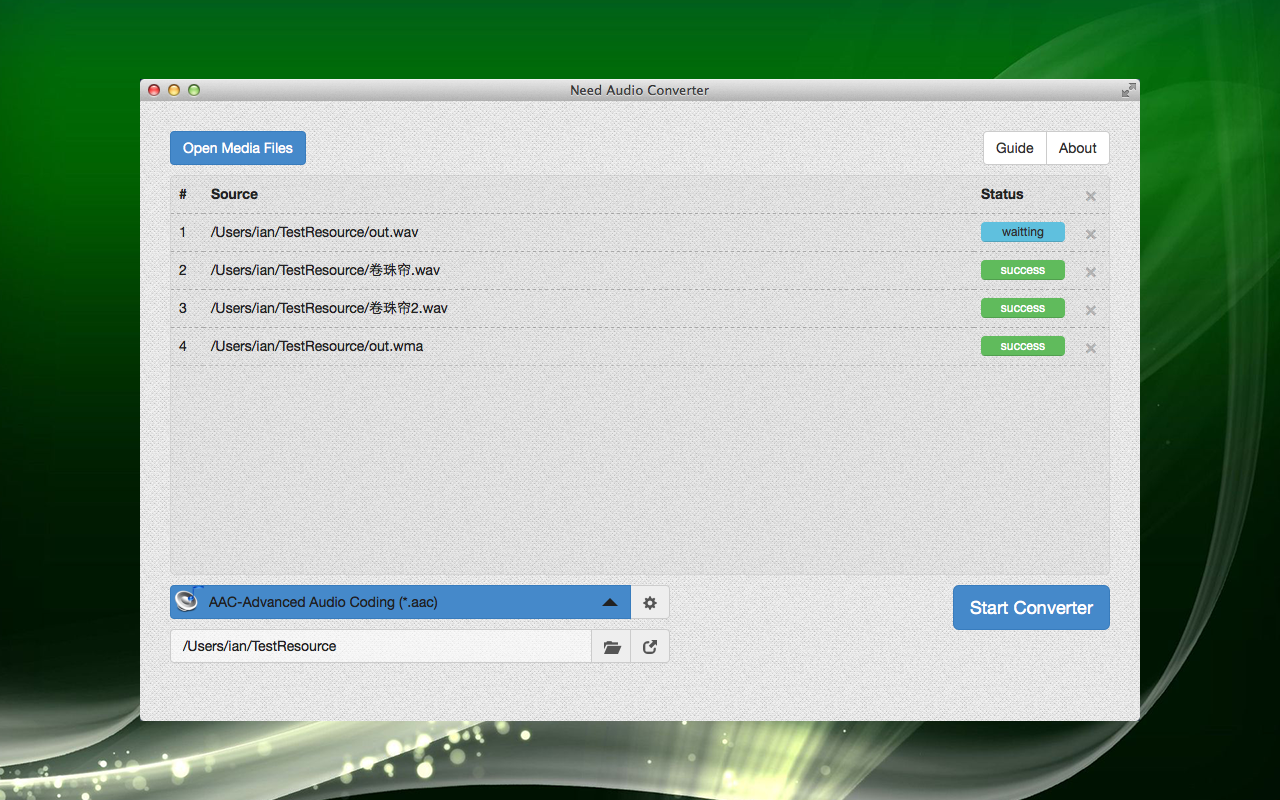 Need Audio Converter
Open Media Files
Guide About
# Source Status ×
1 /Users/ian/TestResource/out.wav waitting ×
2 /Users/ian/TestResource/卷珠帘.wav success ×
3 /Users/ian/TestResource/卷珠帘2.wav success ×
4 /Users/ian/TestResource/out.wma success ×
AAC-Advanced Audio Coding (*.aac)
Start Converter
/Users/ian/TestResource